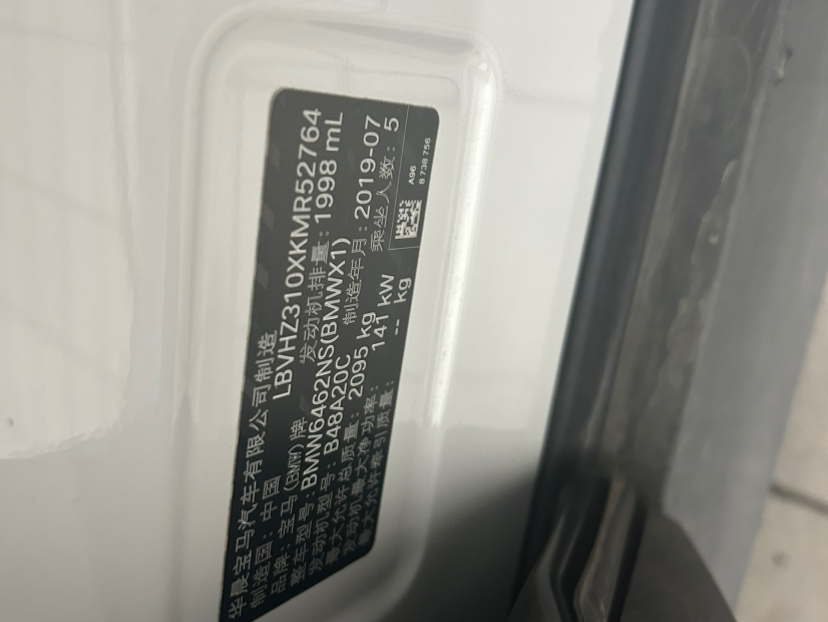 华晨宝马汽车有限公司制造
制造国：中国 LBVHZ310XKMR52764
品牌：宝马(BMW)牌 发动机排量：1998 mL
整车型号：BMW6462NS(BMWX1)
发动机型号：B48A20C 制造年月：2019-07
最大允许总质量：2095 kg 乘坐人数：5
发动机最大净功率：141 kW
最大允许牵引质量： -- kg
A96
8 738 756